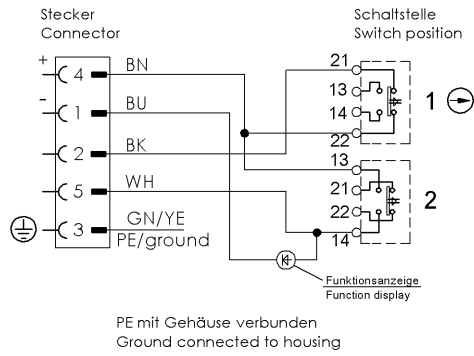 Stecker
Connector
Schaltstelle
Switch position
+
4
BN
-
1
BU
2
BK
5
WH
3
GN/YE
PE/ground
21
13
14
22
1
13
21
22
14
2
Funktionsanzeige
Function display
PE mit Gehäuse verbunden
Ground connected to housing